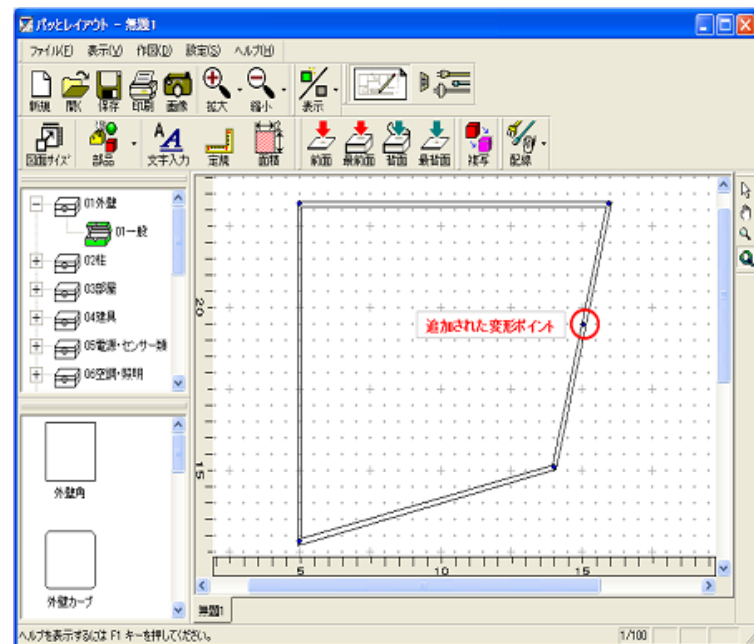 パッとレイアウト - 無題1
ファイル(F) 表示(V) 作図(D) 設定(S) ヘルプ(H)
新規 開く 保存 印刷 画像 拡大 縮小 表示
図面サイズ 部品 文字入力 定規 面積 前面 最前面 背面 最背面 複写 配線
01外壁
01一般
02柱
03部屋
04建具
05電源・センサー類
06空調・照明
外壁角
外壁カーブ
20
追加された変形ポイント
15
5 10 15
無題1
ヘルプを表示するには F1 キーを押してください。
1/100